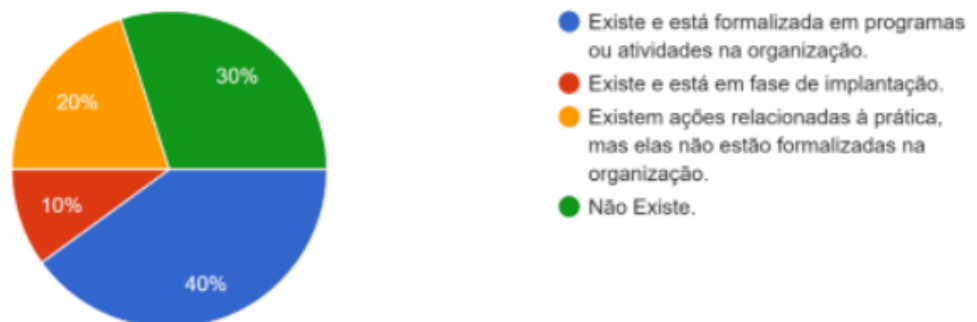 30%
20%
10%
40%
Existe e está formalizada em programas
ou atividades na organização.
Existe e está em fase de implantação.
Existem ações relacionadas à prática,
mas elas não estão formalizadas na
organização.
Não Existe.